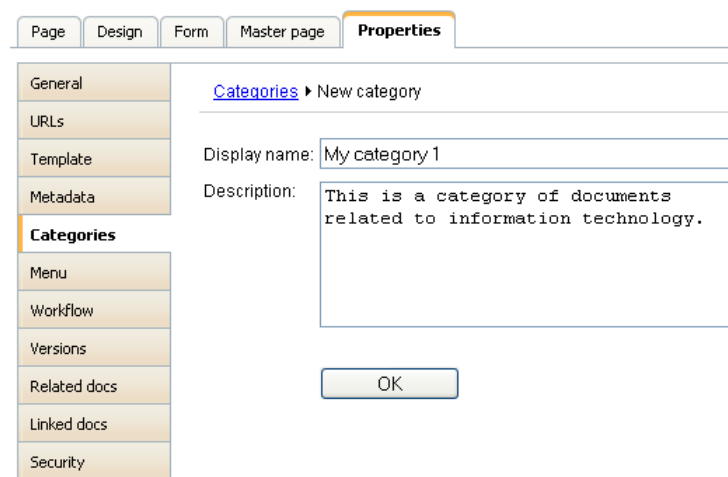 Page Design Form Master page Properties
General
Categories ▸ New category
URLs
Template
Display name: My category 1
Metadata
Description: This is a category of documents
related to information technology.
Categories
Menu
Workflow
Versions
Related docs
OK
Linked docs
Security